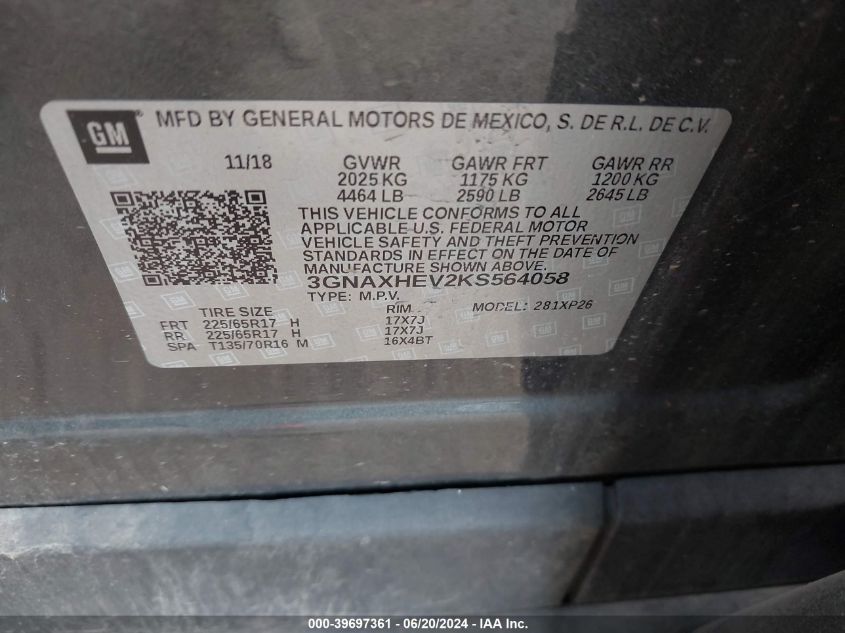 GM MFD BY GENERAL MOTORS DE MEXICO, S. DE R.L. DE C.V.
11/18 GVWR GAWR FRT GAWR RR
2025 KG 1175 KG 1200 KG
4464 LB 2590 LB 2645 LB
THIS VEHICLE CONFORMS TO ALL
APPLICABLE U.S. FEDERAL MOTOR
VEHICLE SAFETY AND THEFT PREVENTION
STANDARDS IN EFFECT ON THE DATE OF
MANUFACTURE SHOWN ABOVE.
3GNAXHEV2KS564058
TYPE: M.P.V. MODEL: 281XP26
TIRE SIZE RIM
FRT 225/65R17 H 17X7J
RR 225/65R17 H 17X7J
SPA T135/70R16 M 16X4BT
000-39697361 - 06/20/2024 - IAA Inc.